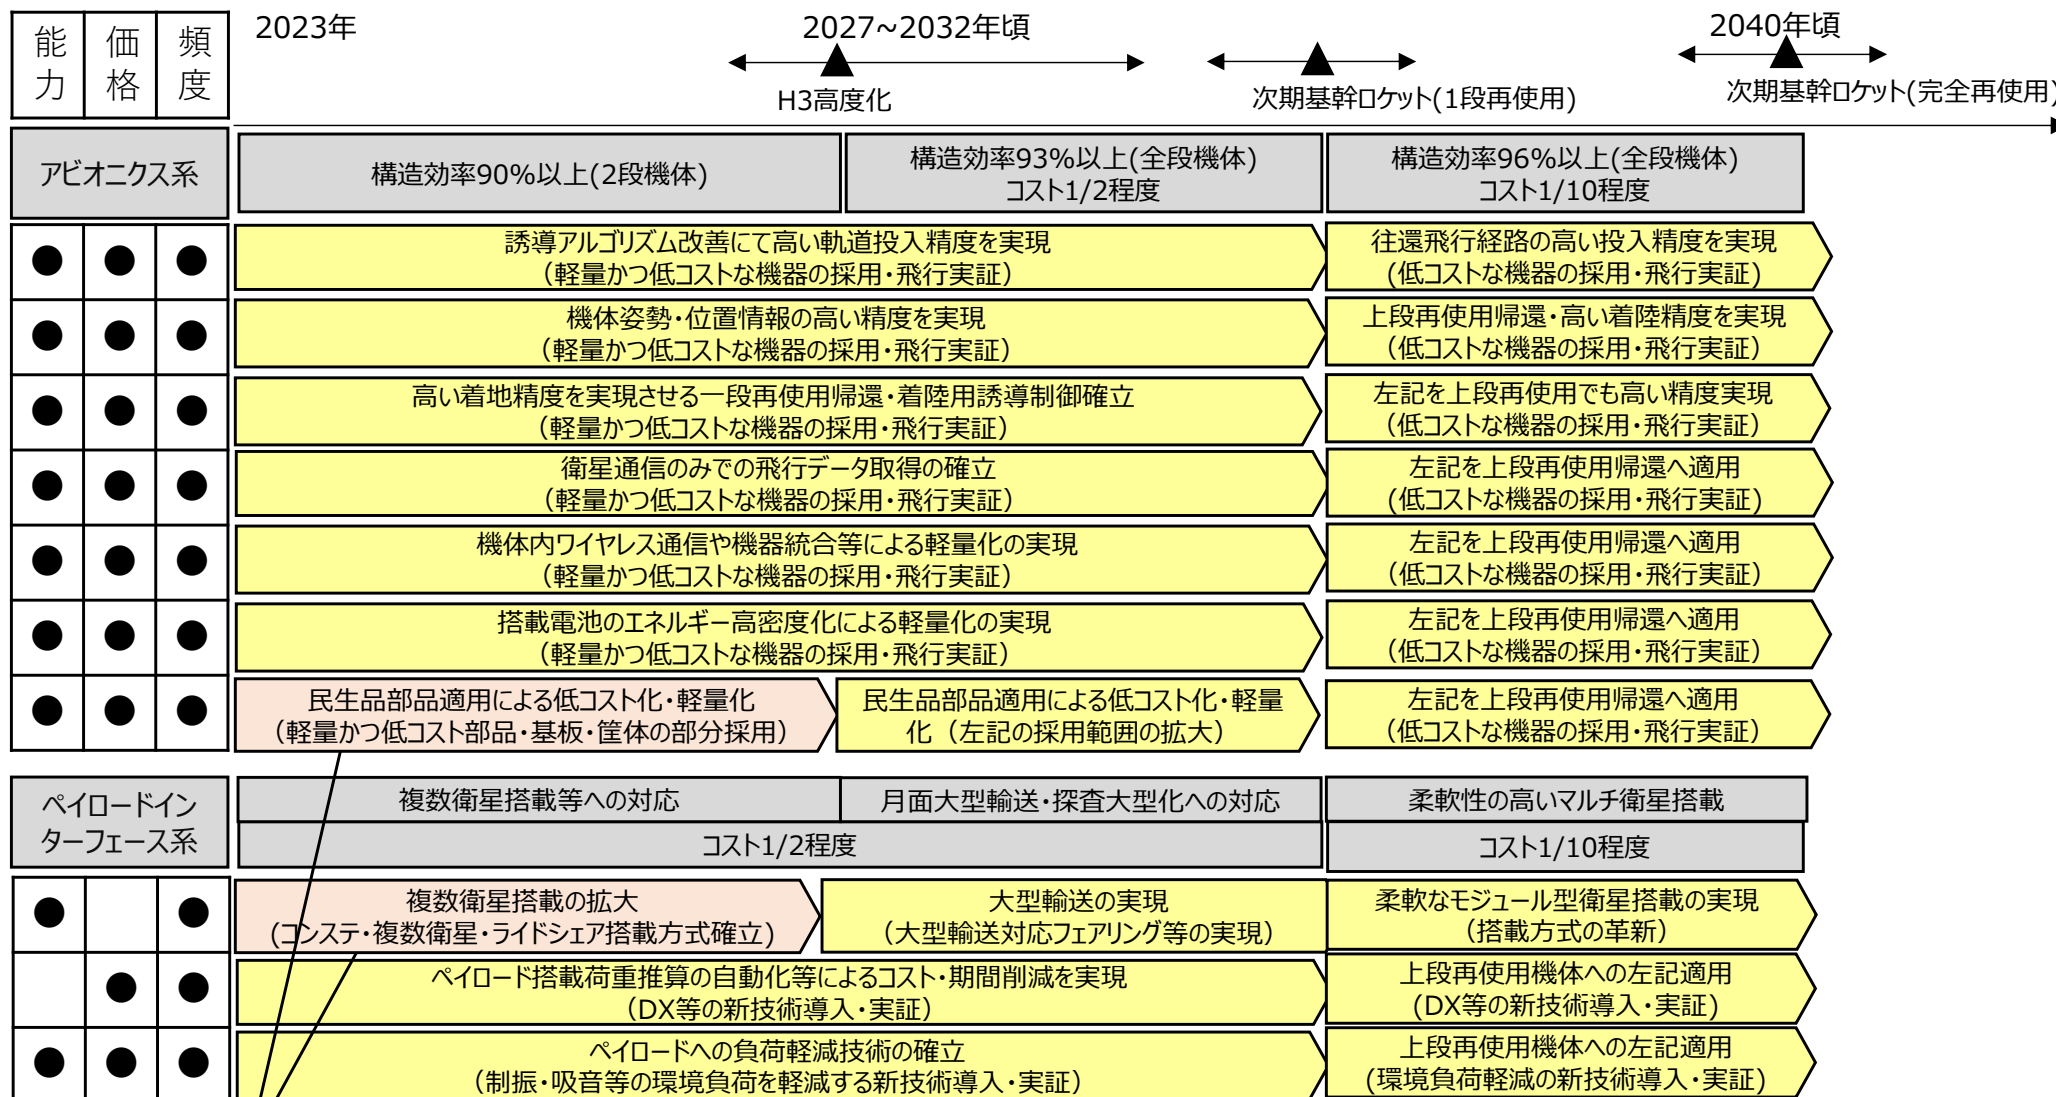 能力
価格
頻度
2023年
2027~2032年頃
2040年頃
H3高度化
次期基幹ロケット(1段再使用)
次期基幹ロケット(完全再使用)
アビオニクス系
構造効率90%以上(2段機体)
構造効率93%以上(全段機体)
コスト1/2程度
構造効率96%以上(全段機体)
コスト1/10程度
● ● ●
誘導アルゴリズム改善にて高い軌道投入精度を実現
（軽量かつ低コストな機器の採用・飛行実証）
往還飛行経路の高い投入精度を実現
(低コストな機器の採用・飛行実証)
● ● ●
機体姿勢・位置情報の高い精度を実現
（軽量かつ低コストな機器の採用・飛行実証）
上段再使用帰還・高い着陸精度を実現
（低コストな機器の採用・飛行実証）
● ● ●
高い着地精度を実現させる一段再使用帰還・着陸用誘導制御確立
（軽量かつ低コストな機器の採用・飛行実証）
左記を上段再使用でも高い精度実現
（低コストな機器の採用・飛行実証）
● ● ●
衛星通信のみでの飛行データ取得の確立
（軽量かつ低コストな機器の採用・飛行実証）
左記を上段再使用帰還へ適用
(低コストな機器の採用・飛行実証)
● ● ●
機体内ワイヤレス通信や機器統合等による軽量化の実現
（軽量かつ低コストな機器の採用・飛行実証）
左記を上段再使用帰還へ適用
（低コストな機器の採用・飛行実証）
● ● ●
搭載電池のエネルギー高密度化による軽量化の実現
（軽量かつ低コストな機器の採用・飛行実証）
左記を上段再使用帰還へ適用
（低コストな機器の採用・飛行実証）
● ● ●
民生品部品適用による低コスト化・軽量化
（軽量かつ低コスト部品・基板・筐体の部分採用）
民生品部品適用による低コスト化・軽量
化（左記の採用範囲の拡大）
左記を上段再使用帰還へ適用
（低コストな機器の採用・飛行実証）
ペイロードイン
ターフェース系
複数衛星搭載等への対応
月面大型輸送・探査大型化への対応
柔軟性の高いマルチ衛星搭載
コスト1/2程度
コスト1/10程度
● ●
複数衛星搭載の拡大
(コンステ・複数衛星・ライドシェア搭載方式確立)
大型輸送の実現
（大型輸送対応フェアリング等の実現）
柔軟なモジュール型衛星搭載の実現
（搭載方式の革新）
● ●
ペイロード搭載荷重推算の自動化等によるコスト・期間削減を実現
（DX等の新技術導入・実証）
上段再使用機体への左記適用
(DX等の新技術導入・実証)
● ● ●
ペイロードへの負荷軽減技術の確立
（制振・吸音等の環境負荷を軽減する新技術導入・実証）
上段再使用機体への左記適用
(環境負荷軽減の新技術導入・実証)